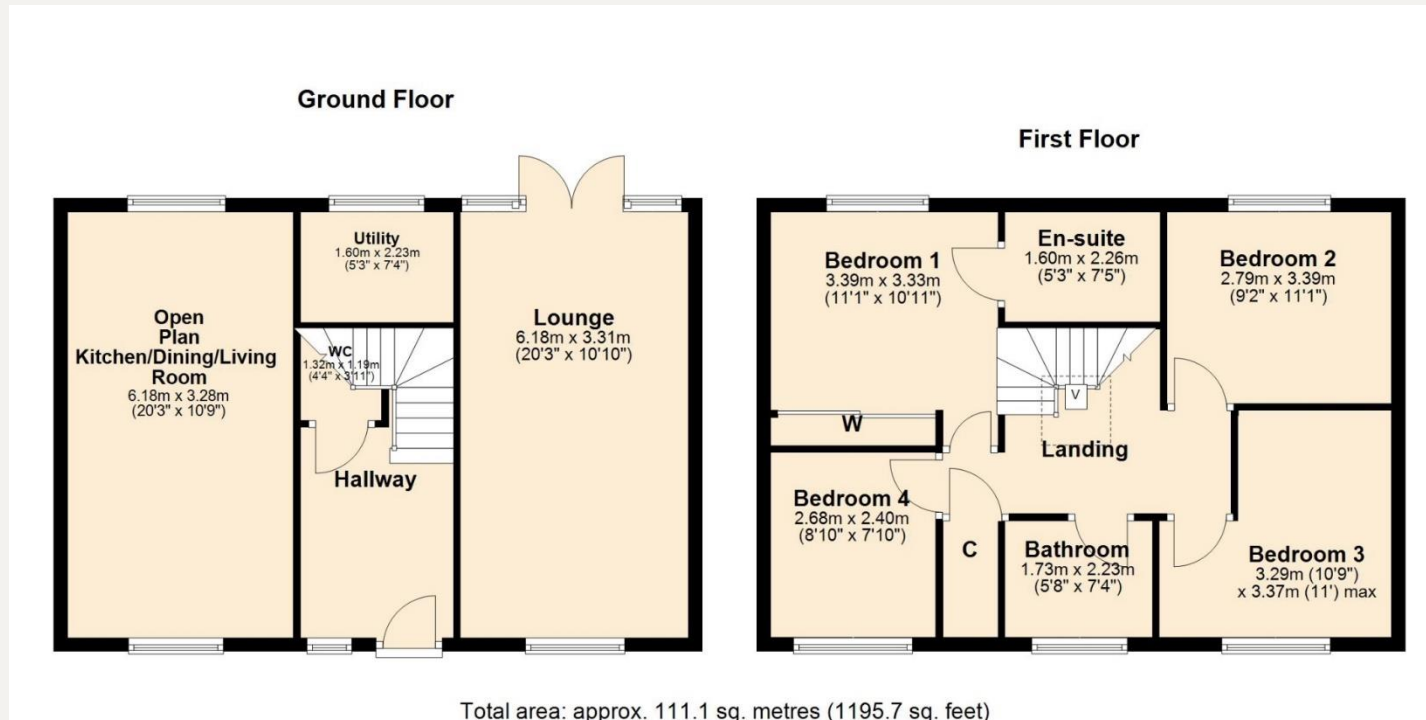 Ground Floor
First Floor
Open
Plan
Kitchen/Dining/Living
Room
6.18m x 3.28m
(20'3" x 10'9")
Utility
1.60m x 2.23m
(5'3" x 7'4")
WC
1.32m x 1.19m
(4'4" x 3'11")
Hallway
Lounge
6.18m x 3.31m
(20'3" x 10'10")
Bedroom 1
3.39m x 3.33m
(11'1" x 10'11")
En-suite
1.60m x 2.26m
(5'3" x 7'5")
Bedroom 2
2.79m x 3.39m
(9'2" x 11'1")
V
W
Landing
Bedroom 4
2.68m x 2.40m
(8'10" x 7'10")
C
Bathroom
1.73m x 2.23m
(5'8" x 7'4")
Bedroom 3
3.29m (10'9")
x 3.37m (11') max
Total area: approx. 111.1 sq. metres (1195.7 sq. feet)